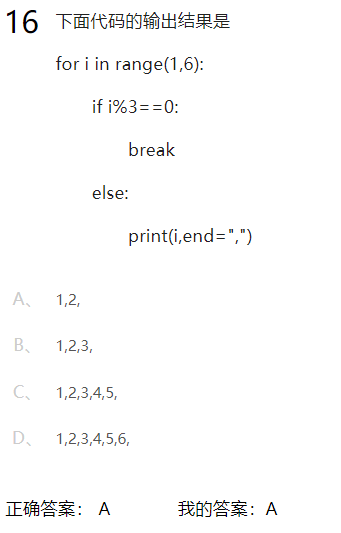 16 下面代码的输出结果是
for i in range(1,6):
if i%3==0:
break
else:
print(i,end=",")
A、 1,2,
B、 1,2,3,
C、 1,2,3,4,5,
D、 1,2,3,4,5,6,
正确答案： A 我的答案：A